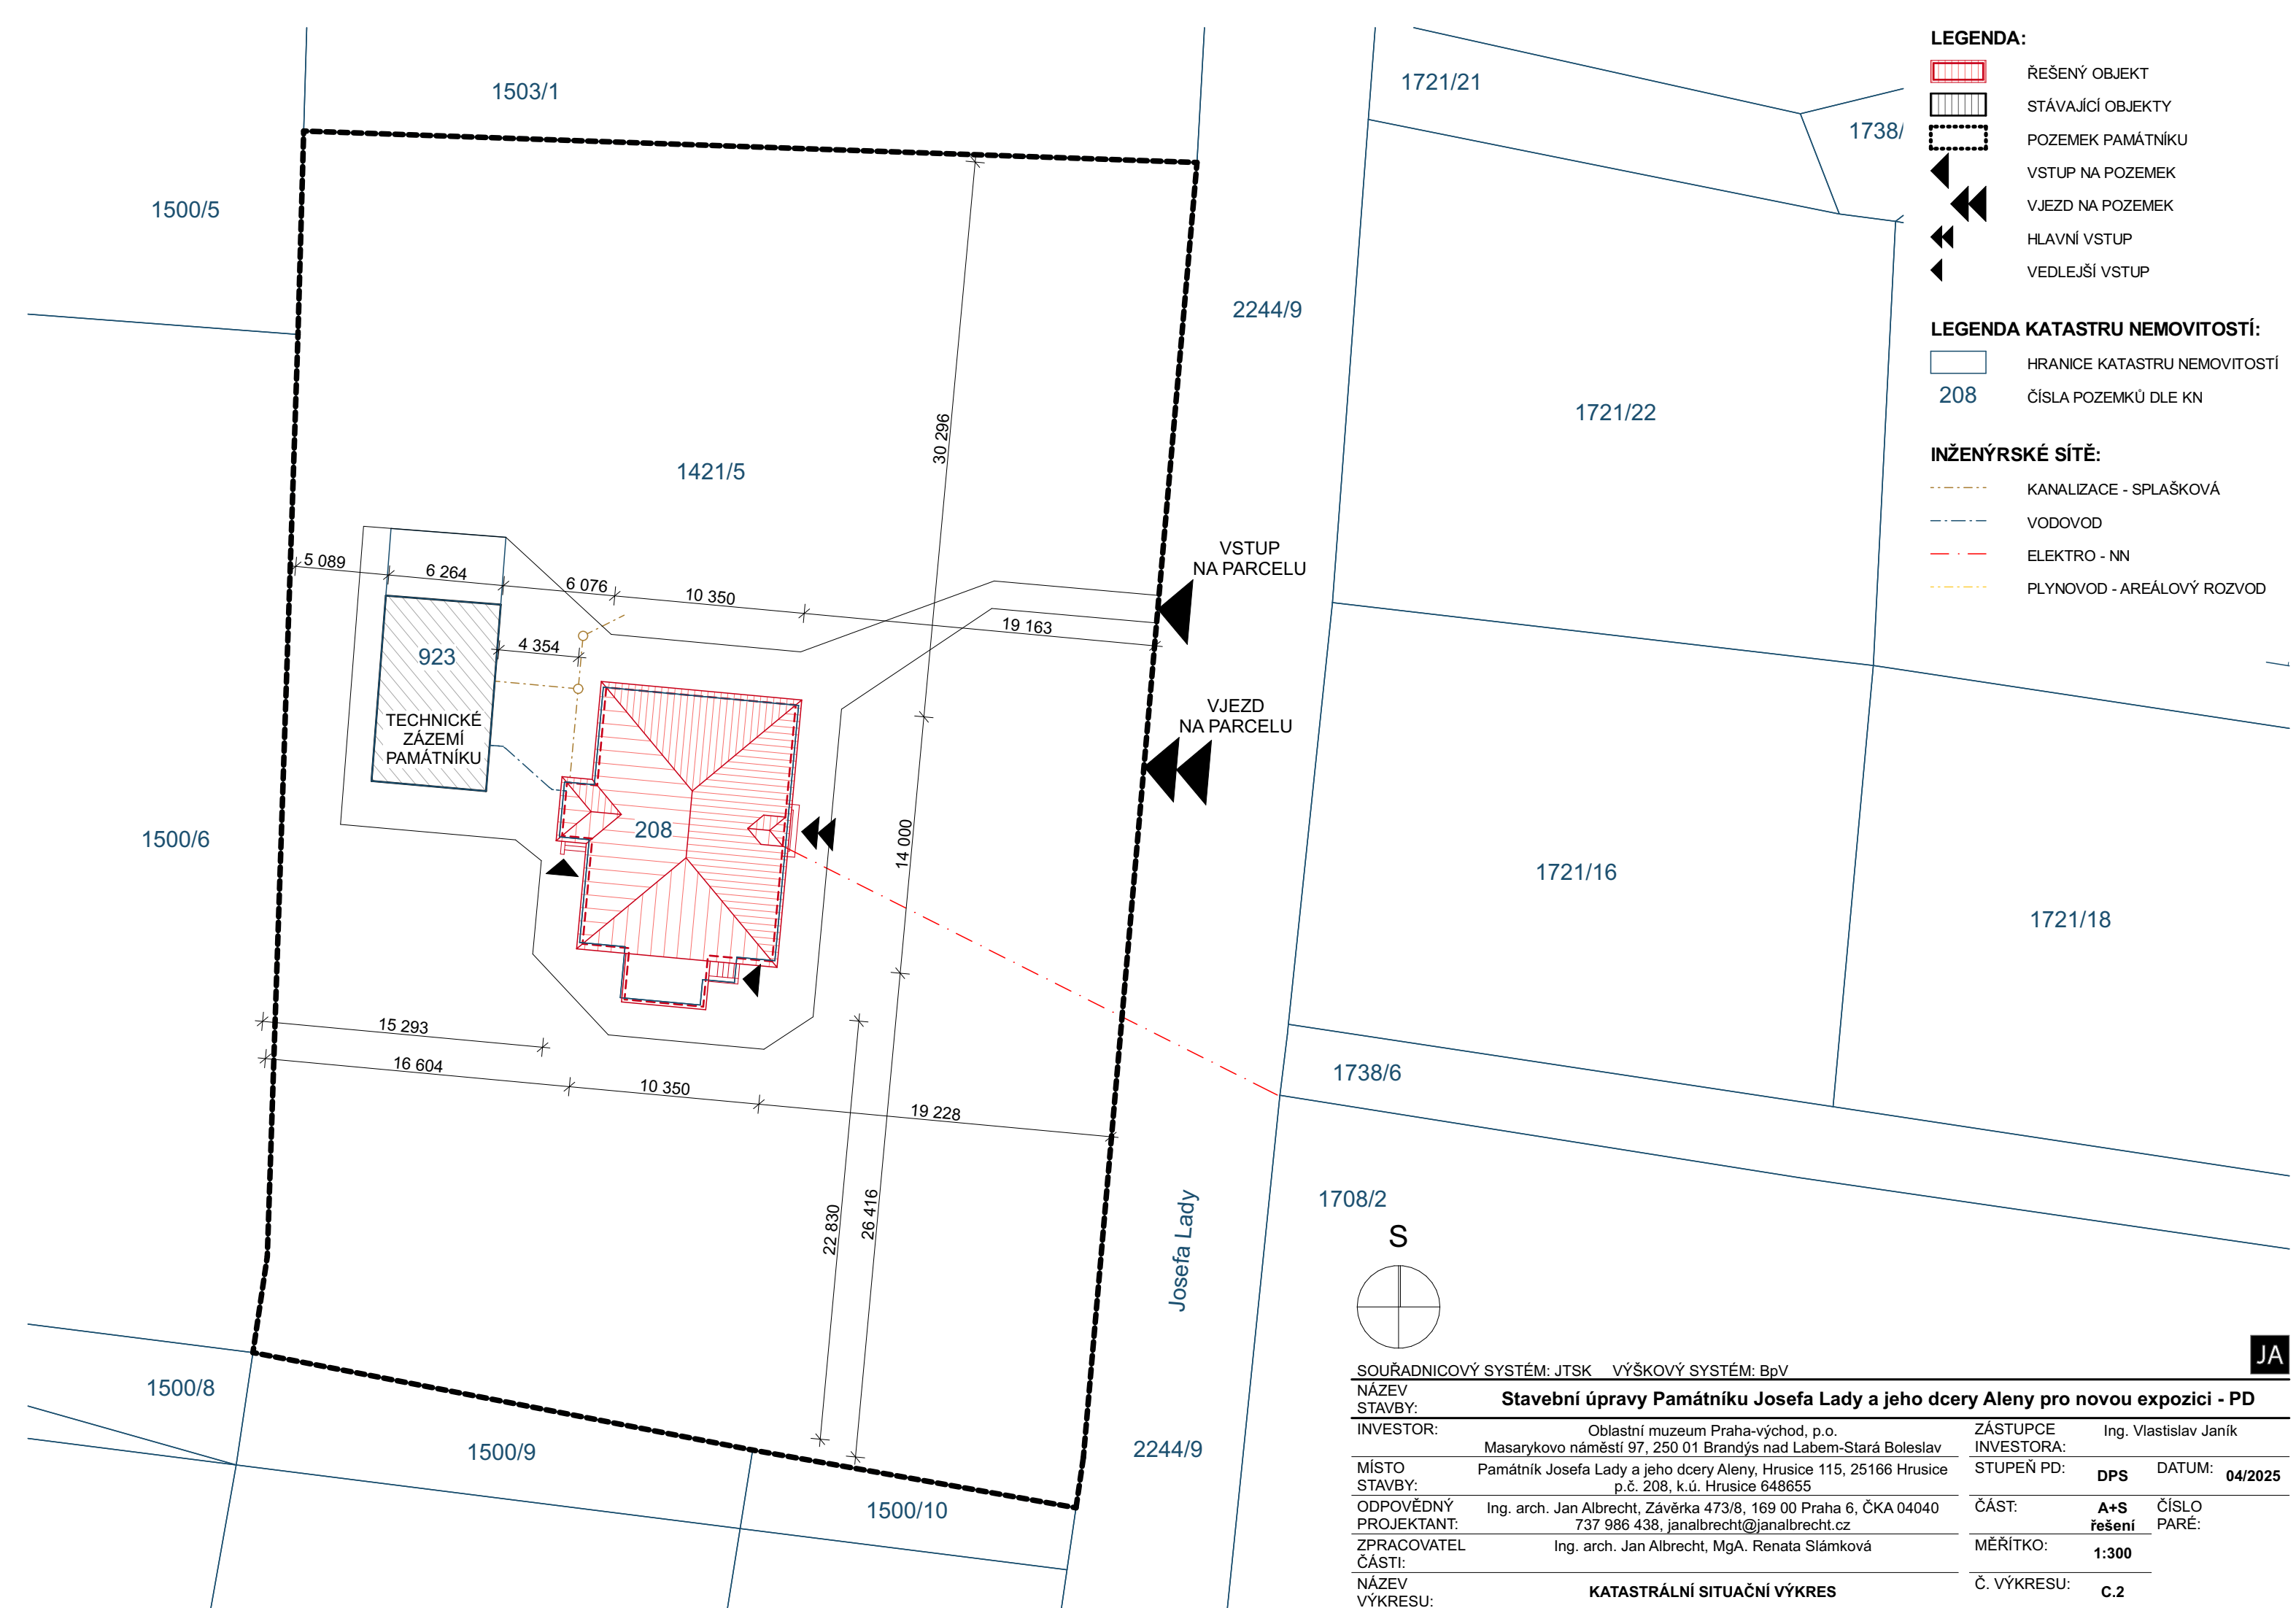 LEGENDA:
ŘEŠENÝ OBJEKT
STÁVAJÍCÍ OBJEKTY
POZEMEK PAMÁTNÍKU
VSTUP NA POZEMEK
VJEZD NA POZEMEK
HLAVNÍ VSTUP
VEDLEJŠÍ VSTUP
LEGENDA KATASTRU NEMOVITOSTÍ:
HRANICE KATASTRU NEMOVITOSTÍ
208 ČÍSLA POZEMKŮ DLE KN
INŽENÝRSKÉ SÍTĚ:
KANALIZACE - SPLAŠKOVÁ
VODOVOD
ELEKTRO - NN
PLYNOVOD - AREÁLOVÝ ROZVOD
1503/1
1721/21
1738/
1500/5
2244/9
1721/22
30 296
1421/5
VSTUP
NA PARCELU
5 089
6 264
6 076
10 350
19 163
4 354
923
TECHNICKÉ
ZÁZEMÍ
PAMÁTNÍKU
VJEZD
NA PARCELU
208
1500/6
14 000
1721/16
1721/18
15 293
16 604
10 350
19 228
1738/6
22 830
26 416
Josefa Lady
1708/2
S
1500/8
1500/9
1500/10
2244/9
SOUŘADNICOVÝ SYSTÉM: JTSK VÝŠKOVÝ SYSTÉM: BpV
JA
NÁZEV
STAVBY:
Stavební úpravy Památníku Josefa Lady a jeho dcery Aleny pro novou expozici - PD
INVESTOR:
Oblastní muzeum Praha-východ, p.o.
Masarykovo náměstí 97, 250 01 Brandýs nad Labem-Stará Boleslav
ZÁSTUPCE
INVESTORA:
Ing. Vlastislav Janík
MÍSTO
STAVBY:
Památník Josefa Lady a jeho dcery Aleny, Hrusice 115, 25166 Hrusice
p.č. 208, k.ú. Hrusice 648655
STUPEŇ PD: DPS
DATUM: 04/2025
ODPOVĚDNÝ
PROJEKTANT:
Ing. arch. Jan Albrecht, Závěrka 473/8, 169 00 Praha 6, ČKA 04040
737 986 438, janalbrecht@janalbrecht.cz
ČÁST: A+S
řešení
ČÍSLO
PARÉ:
ZPRACOVATEL
ČÁSTI:
Ing. arch. Jan Albrecht, MgA. Renata Slámková
MĚŘÍTKO: 1:300
NÁZEV
VÝKRESU:
KATASTRÁLNÍ SITUAČNÍ VÝKRES
Č. VÝKRESU: C.2